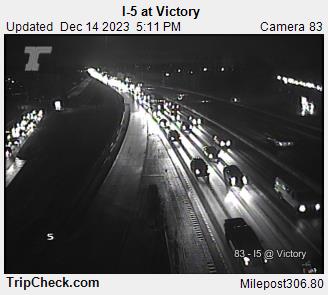 I-5 at Victory
Updated Dec 14 2023 5:11 PM Camera 83
T
S
83 - I5 @ Victory
TripCheck.com Milepost306.80